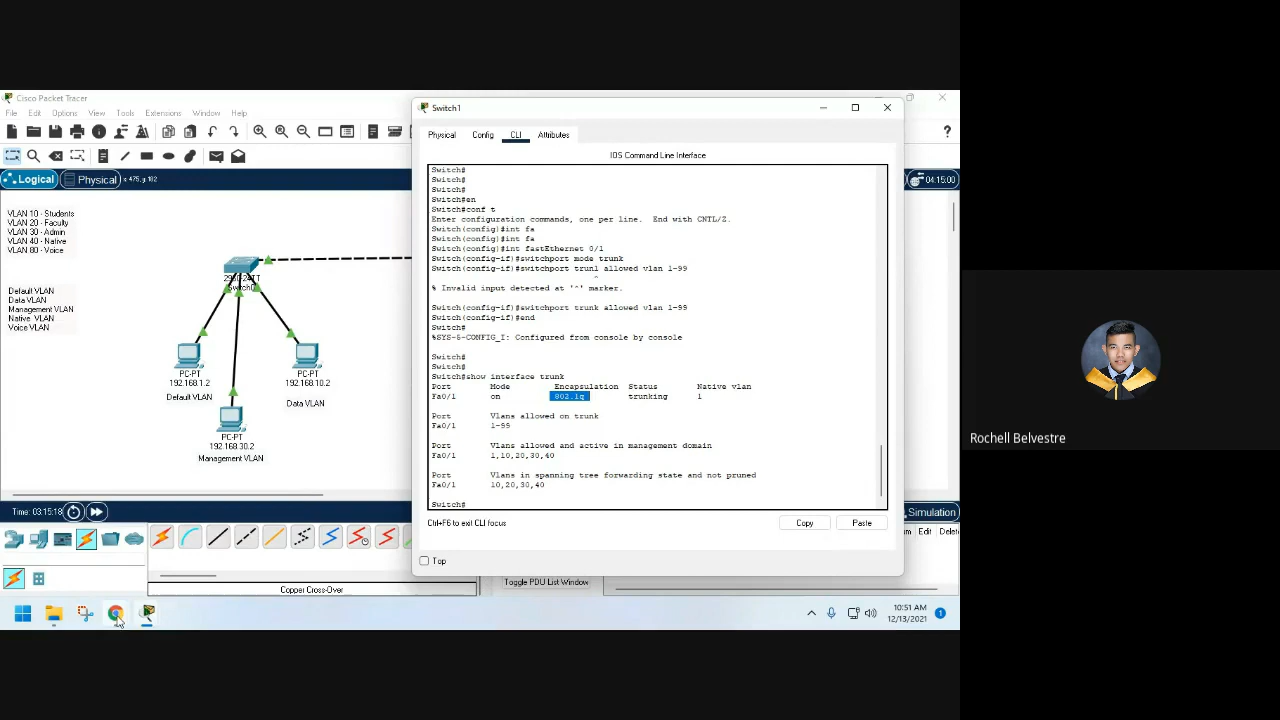 Cisco Packet Tracer
File Edit Options View Tools Extensions Window Help
Logical
Physical
x: 475, y: 182
04:15:00
VLAN 10 - Students
VLAN 20 - Faculty
VLAN 30 - Admin
VLAN 40 - Native
VLAN 80 - Voice
Default VLAN
Data VLAN
Management VLAN
Native VLAN
Voice VLAN
PC-PT
192.168.1.2
Default VLAN
PC-PT
192.168.10.2
Data VLAN
PC-PT
192.168.30.2
Management VLAN
Switch1
Physical Config CLI Attributes
IOS Command Line Interface
Switch#
Switch#
Switch#
Switch#en
Switch#conf t
Enter configuration commands, one per line. End with CNTL/Z.
Switch(config)#int fa
Switch(config)#int fa
Switch(config)#int fastEthernet 0/1
Switch(config-if)#switchport mode trunk
Switch(config-if)#switchport trunl allowed vlan 1-99
^
% Invalid input detected at '^' marker.
Switch(config-if)#switchport trunk allowed vlan 1-99
Switch(config-if)#end
Switch#
%SYS-5-CONFIG_I: Configured from console by console
Switch#
Switch#
Switch#show interface trunk
Port Mode Encapsulation Status Native vlan
Fa0/1 on 802.1q trunking 1
Port Vlans allowed on trunk
Fa0/1 1-99
Port Vlans allowed and active in management domain
Fa0/1 1,10,20,30,40
Port Vlans in spanning tree forwarding state and not pruned
Fa0/1 10,20,30,40
Switch#
Ctrl+F6 to exit CLI focus
Copy
Paste
Top
Time: 03:15:18
Simulation
Edit
Copper Cross-Over
Toggle PDU List Window
10:51 AM
12/13/2021
1
Rochell Belvestre